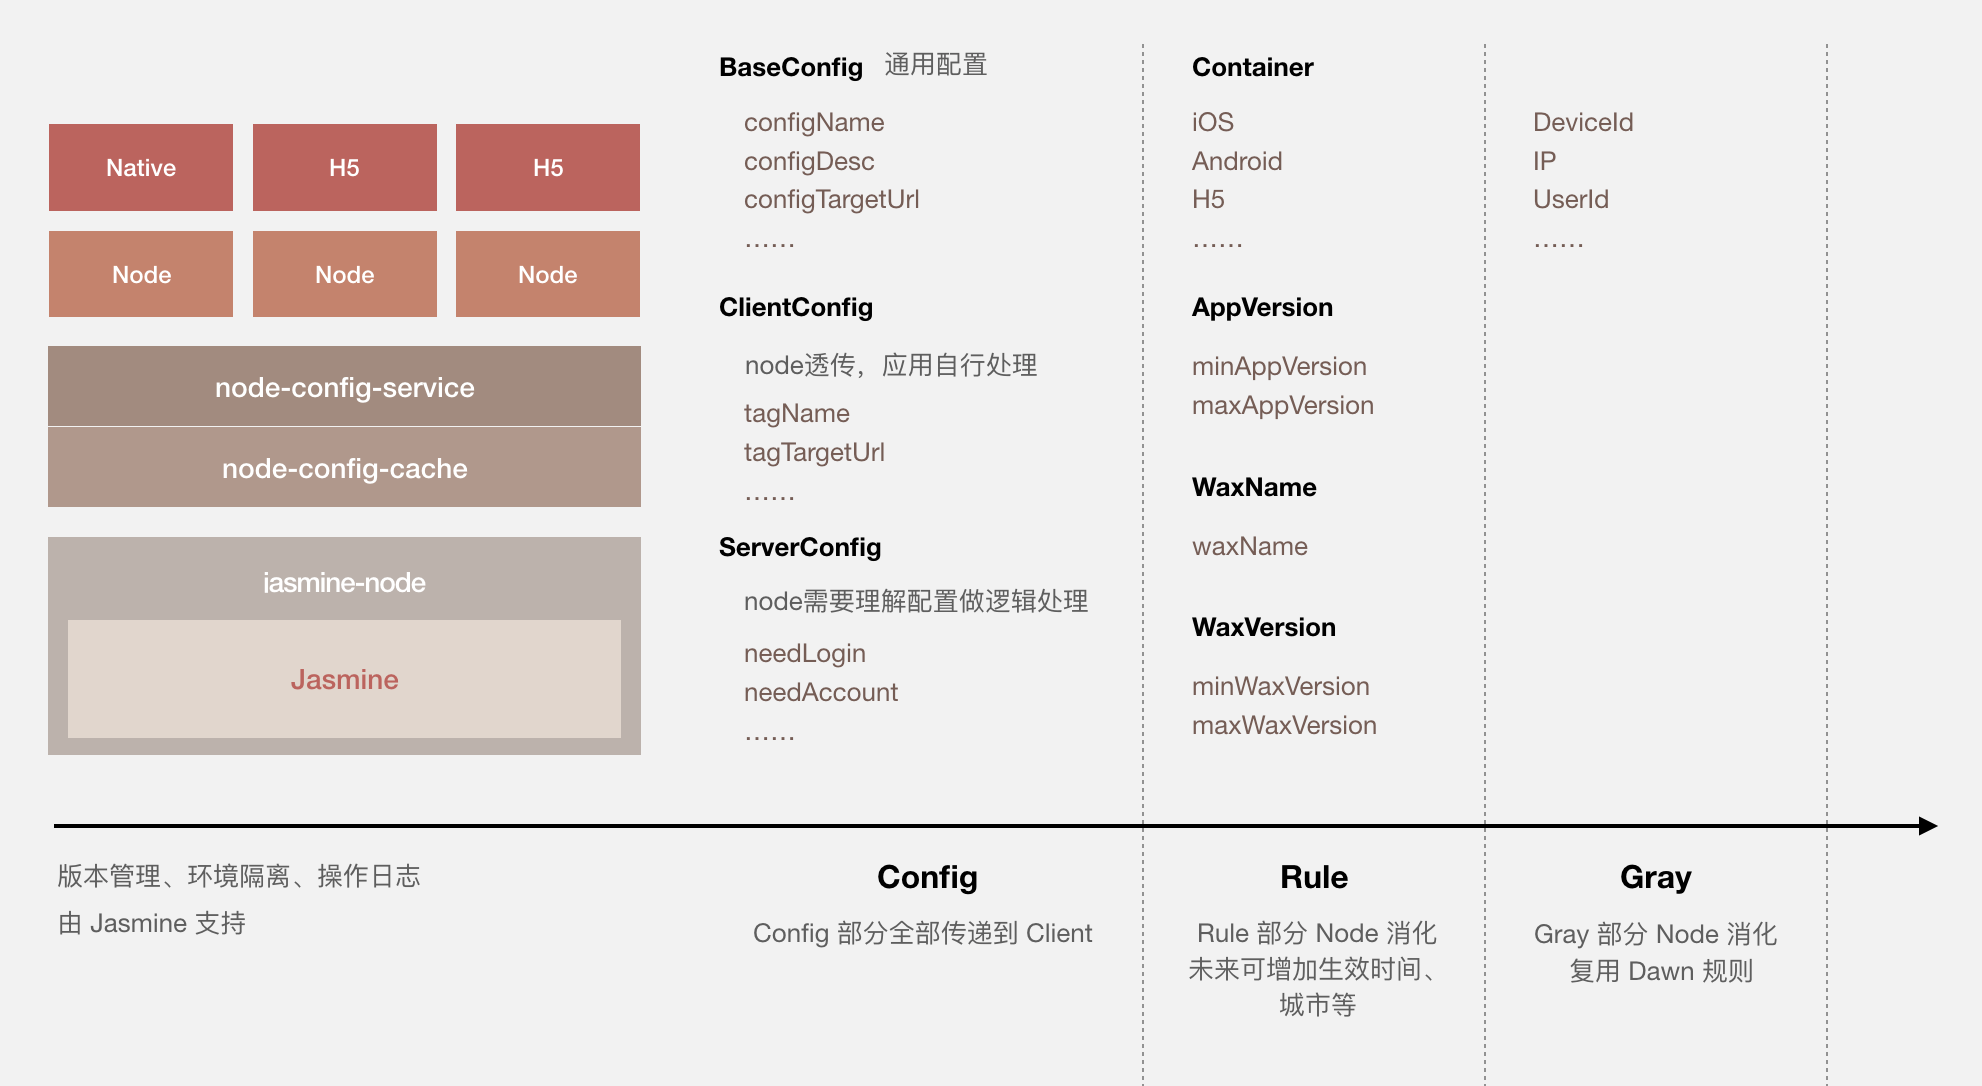 Native
H5
H5
Node
Node
Node
node-config-service
node-config-cache
iasmine-node
Jasmine
BaseConfig 通用配置
configName
configDesc
configTargetUrl
……
ClientConfig
node透传，应用自行处理
tagName
tagTargetUrl
……
ServerConfig
node需要理解配置做逻辑处理
needLogin
needAccount
……
Container
iOS
Android
H5
……
AppVersion
minAppVersion
maxAppVersion
WaxName
waxName
WaxVersion
minWaxVersion
maxWaxVersion
DeviceId
IP
UserId
……
版本管理、环境隔离、操作日志
由 Jasmine 支持
Config
Config 部分全部传递到 Client
Rule
Rule 部分 Node 消化
未来可增加生效时间、
城市等
Gray
Gray 部分 Node 消化
复用 Dawn 规则